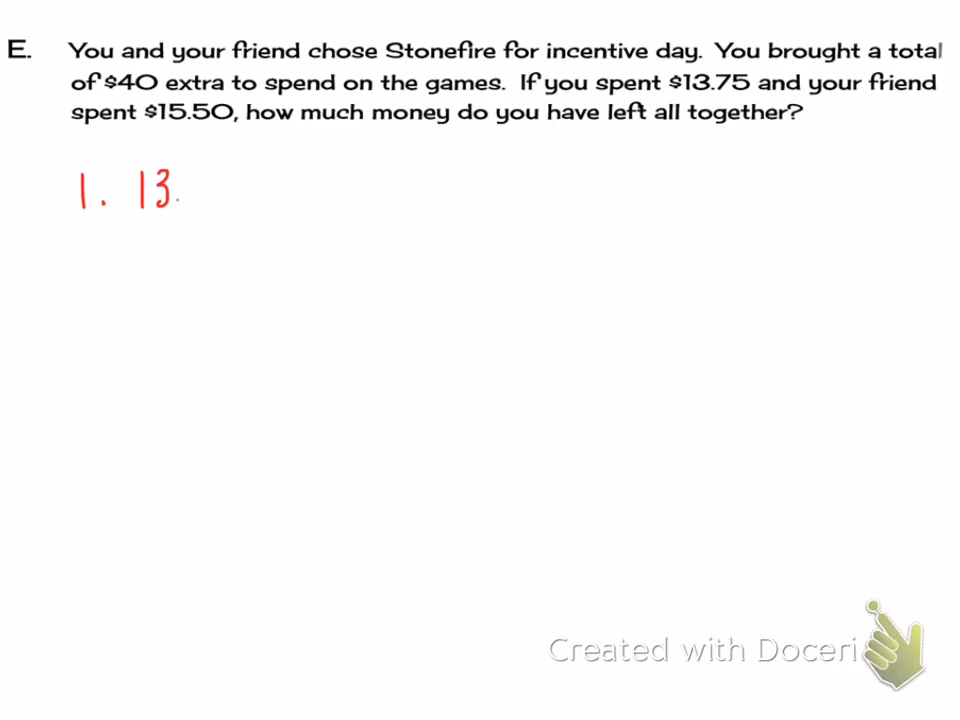 E. You and your friend chose Stonefire for incentive day. You brought a total
of $40 extra to spend on the games. If you spent $13.75 and your friend
spent $15.50, how much money do you have left all together?
1. 13.
Created with Doceri